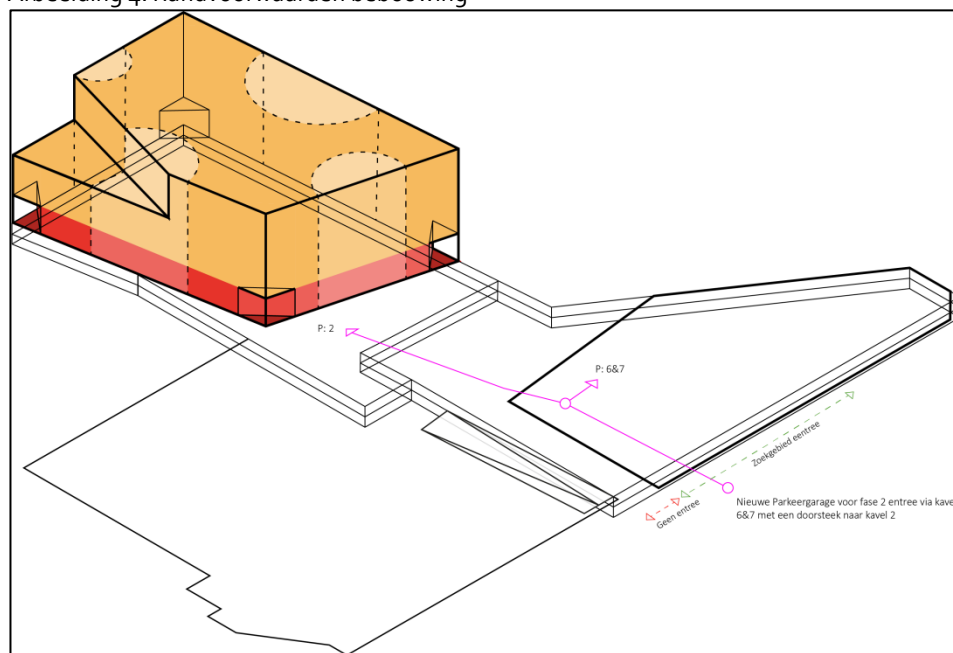 Afbeelding 4: Randvoorwaarden bebouwing
P: 2
P: 6&7
Zoekgebied eentree
Geen entree
Nieuwe Parkeergarage voor fase 2 entree via kave
6&7 met een doorsteek naar kavel 2